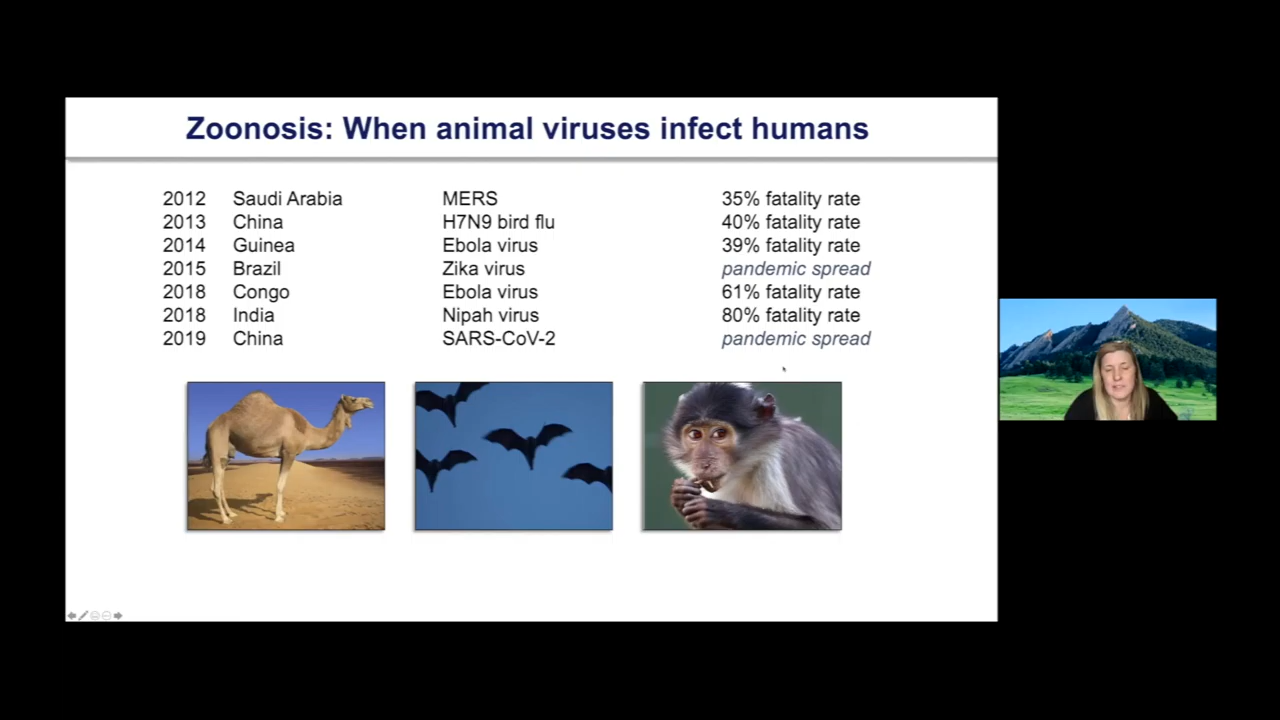 Zoonosis: When animal viruses infect humans
2012 Saudi Arabia MERS 35% fatality rate
2013 China H7N9 bird flu 40% fatality rate
2014 Guinea Ebola virus 39% fatality rate
2015 Brazil Zika virus pandemic spread
2018 Congo Ebola virus 61% fatality rate
2018 India Nipah virus 80% fatality rate
2019 China SARS-CoV-2 pandemic spread